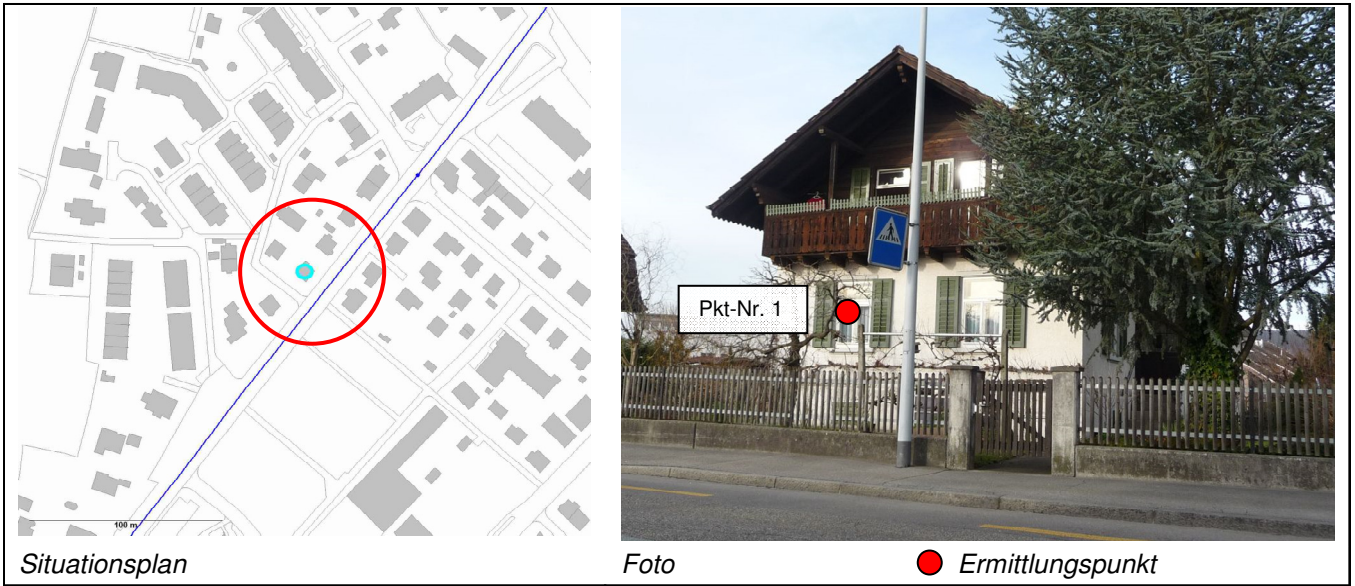 100 m
Pkt-Nr. 1
Situationsplan
Foto
Ermittlungspunkt